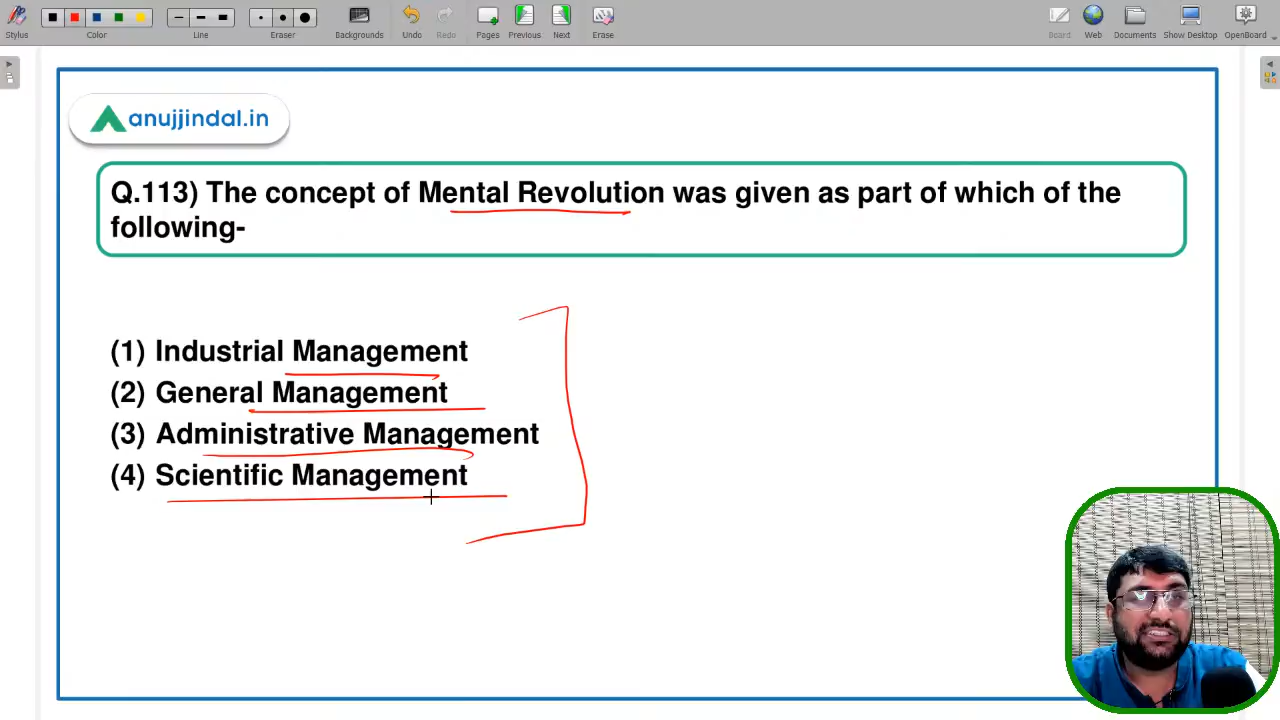 Stylus
Color
Line
Eraser
Backgrounds
Undo
Redo
Pages
Previous
Next
Erase
Board
Web
Documents
Show Desktop
OpenBoard
anujjindal.in
Q.113) The concept of Mental Revolution was given as part of which of the
following-
(1) Industrial Management
(2) General Management
(3) Administrative Management
(4) Scientific Management